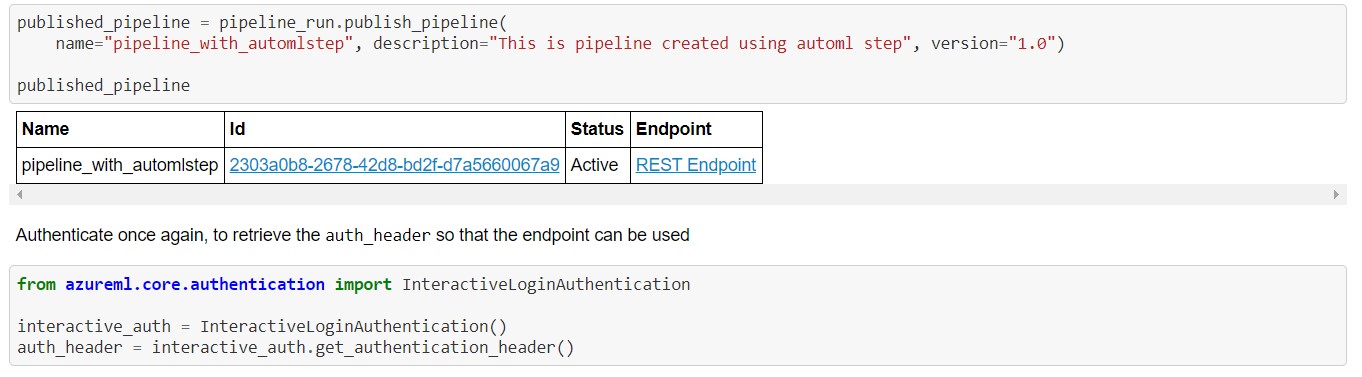 published_pipeline = pipeline_run.publish_pipeline(
    name="pipeline_with_automlstep", description="This is pipeline created using automl step", version="1.0")
published_pipeline
Name Id Status Endpoint
pipeline_with_automlstep 2303a0b8-2678-42d8-bd2f-d7a5660067a9 Active REST Endpoint
Authenticate once again, to retrieve the auth_header so that the endpoint can be used
from azureml.core.authentication import InteractiveLoginAuthentication
interactive_auth = InteractiveLoginAuthentication()
auth_header = interactive_auth.get_authentication_header()